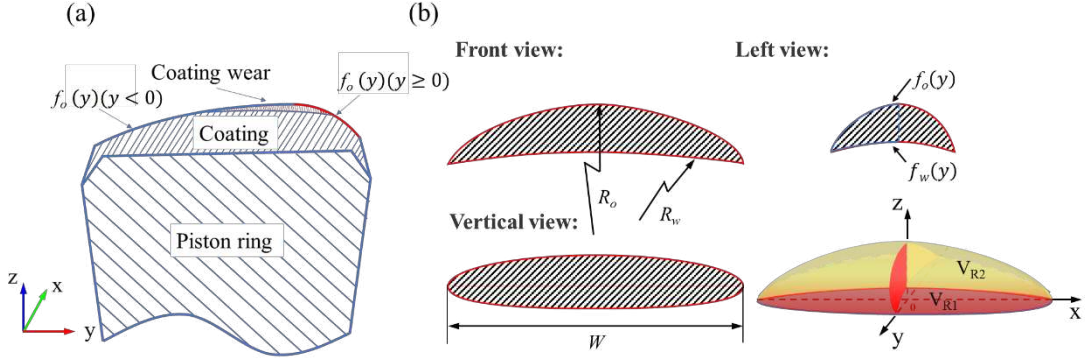 (a)
Coating wear
f_o(y)(y < 0)
f_o(y)(y ≥ 0)
Coating
Piston ring
z
x
y
(b)
Front view:
R_o
R_w
Vertical view:
W
Left view:
f_o(y)
f_w(y)
z
V_R2
V_R1
0
x
y